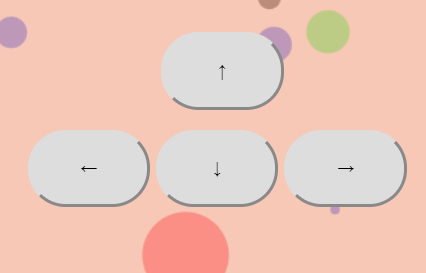 ↑
← ↓ →